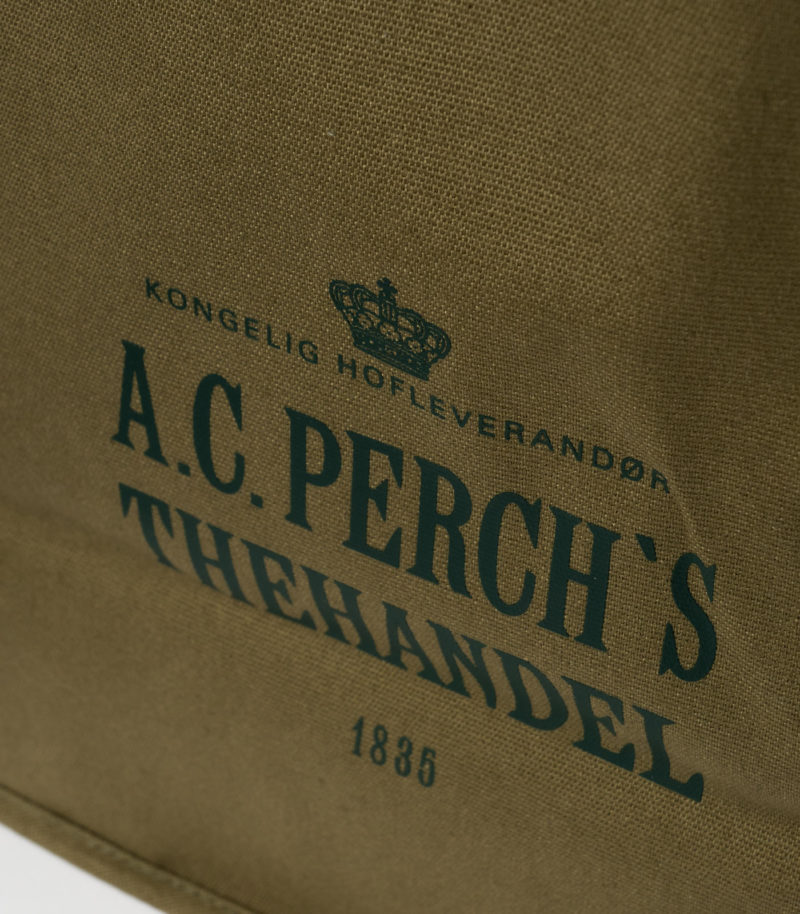 KONGELIG HOFLEVERANDØR
A.C. PERCH`S
THEHANDEL
1835